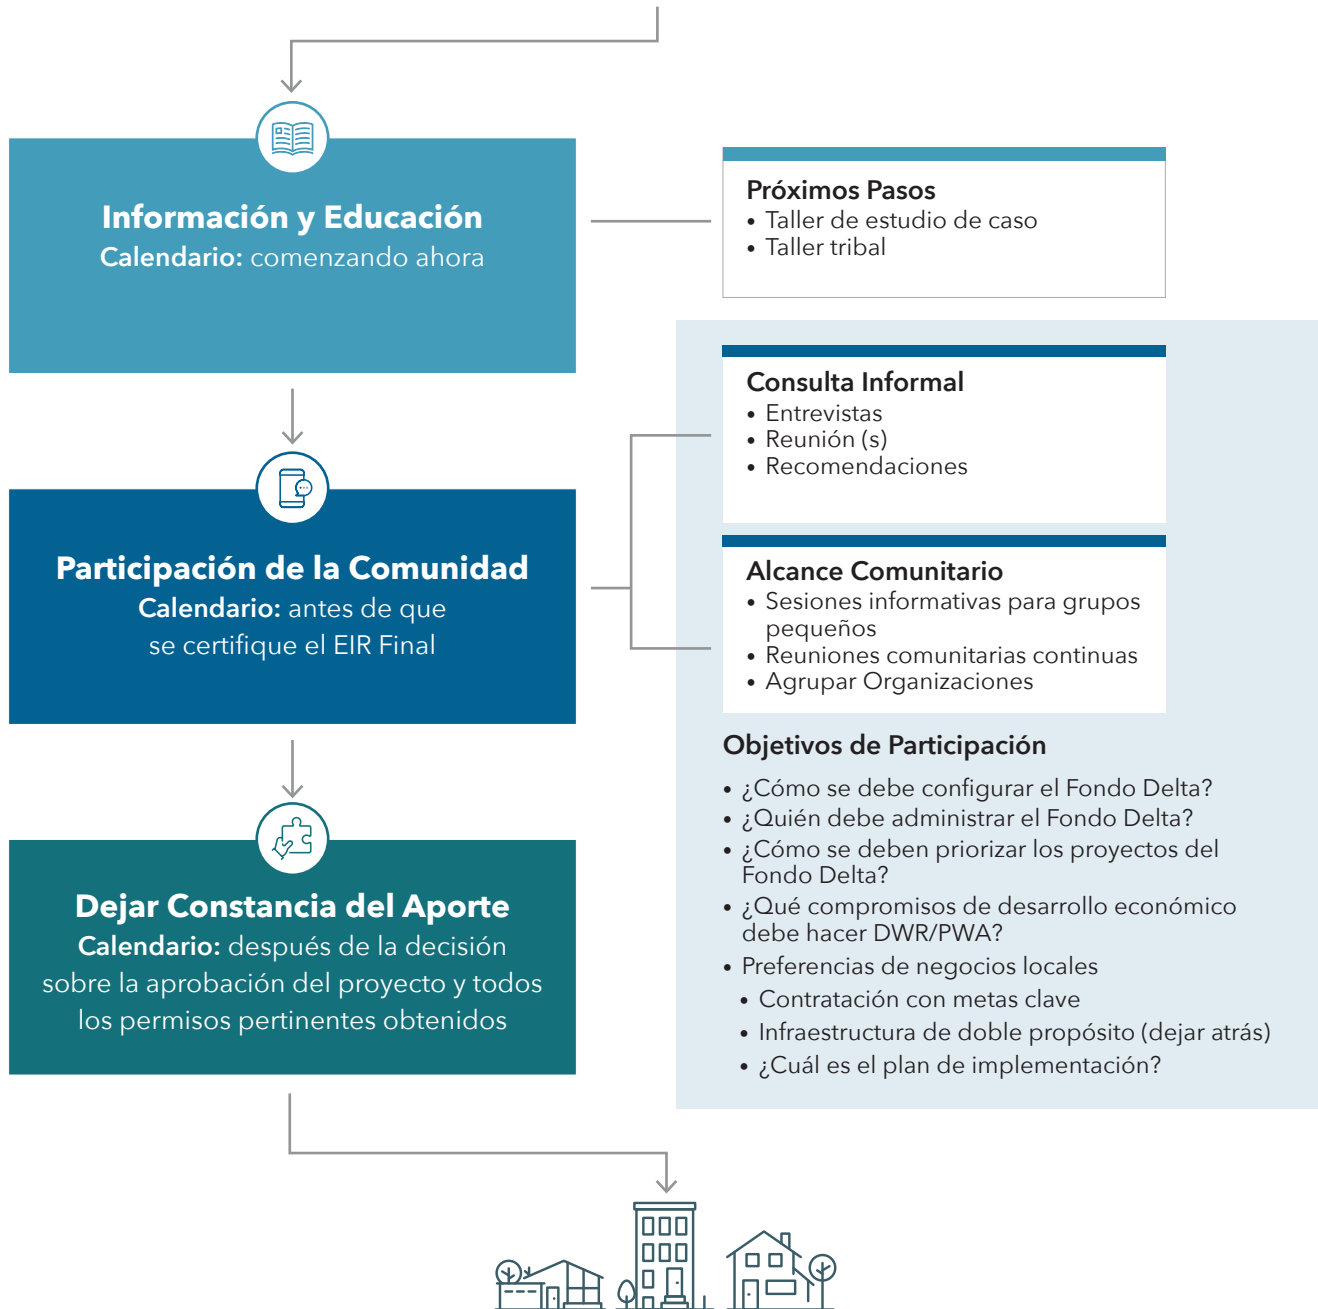 Información y Educación
Calendario: comenzando ahora
Próximos Pasos
• Taller de estudio de caso
• Taller tribal
Participación de la Comunidad
Calendario: antes de que
se certifique el EIR Final
Consulta Informal
• Entrevistas
• Reunión (s)
• Recomendaciones
Alcance Comunitario
• Sesiones informativas para grupos
pequeños
• Reuniones comunitarias continuas
• Agrupar Organizaciones
Objetivos de Participación
• ¿Cómo se debe configurar el Fondo Delta?
• ¿Quién debe administrar el Fondo Delta?
• ¿Cómo se deben priorizar los proyectos del
Fondo Delta?
• ¿Qué compromisos de desarrollo económico
debe hacer DWR/PWA?
• Preferencias de negocios locales
• Contratación con metas clave
• Infraestructura de doble propósito (dejar atrás)
• ¿Cuál es el plan de implementación?
Dejar Constancia del Aporte
Calendario: después de la decisión
sobre la aprobación del proyecto y todos
los permisos pertinentes obtenidos